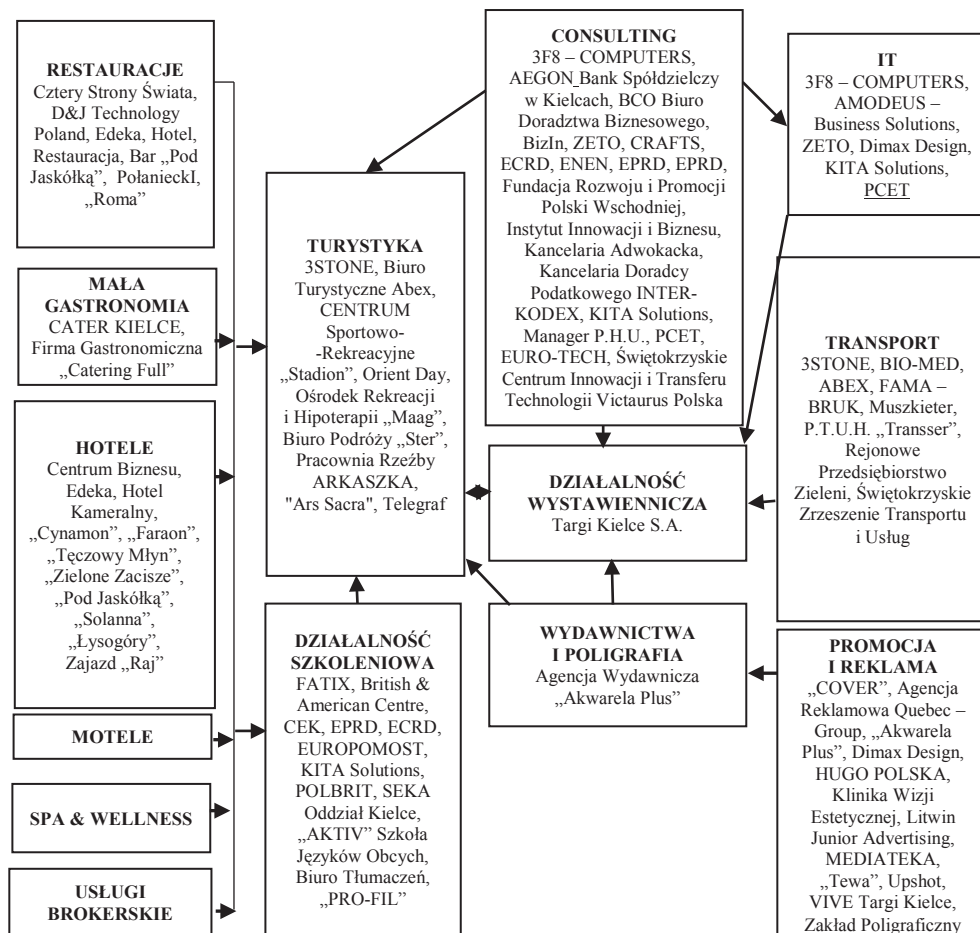 RESTAURACJE
Cztery Strony Świata,
D&J Technology
Poland, Edeka, Hotel,
Restauracja, Bar „Pod
Jaskółką”, PołanieckI,
„Roma”
MAŁA
GASTRONOMIA
CATER KIELCE,
Firma Gastronomiczna
„Catering Full”
HOTELE
Centrum Biznesu,
Edeka, Hotel
Kameralny,
„Cynamon”, „Faraon”,
„Tęczowy Młyn”,
„Zielone Zacisze”,
„Pod Jaskółką”,
„Solanna”,
„Łysogóry”,
Zajazd „Raj”
MOTELE
SPA & WELLNESS
USŁUGI
BROKERSKIE
TURYSTYKA
3STONE, Biuro
Turystyczne Abex,
CENTRUM
Sportowo-
-Rekreacyjne
„Stadion”, Orient Day,
Ośrodek Rekreacji
i Hipoterapii „Maag”,
Biuro Podróży „Ster”,
Pracownia Rzeźby
ARKASZKA,
"Ars Sacra", Telegraf
DZIAŁALNOŚĆ
SZKOLENIOWA
FATIX, British &
American Centre,
CEK, EPRD, ECRD,
EUROPOMOST,
KITA Solutions,
POLBRIT, SEKA
Oddział Kielce,
„AKTIV” Szkoła
Języków Obcych,
Biuro Tłumaczeń,
„PRO-FIL”
CONSULTING
3F8 – COMPUTERS,
AEGON_Bank Spółdzielczy
w Kielcach, BCO Biuro
Doradztwa Biznesowego,
BizIn, ZETO, CRAFTS,
ECRD, ENEN, EPRD, EPRD,
Fundacja Rozwoju i Promocji
Polski Wschodniej,
Instytut Innowacji i Biznesu,
Kancelaria Adwokacka,
Kancelaria Doradcy
Podatkowego INTER-
KODEX, KITA Solutions,
Manager P.H.U., PCET,
EURO-TECH, Świętokrzyskie
Centrum Innowacji i Transferu
Technologii Victaurus Polska
DZIAŁALNOŚĆ
WYSTAWIENNICZA
Targi Kielce S.A.
WYDAWNICTWA
I POLIGRAFIA
Agencja Wydawnicza
„Akwarela Plus”
IT
3F8 – COMPUTERS,
AMODEUS –
Business Solutions,
ZETO, Dimax Design,
KITA Solutions,
PCET
TRANSPORT
3STONE, BIO-MED,
ABEX, FAMA –
BRUK, Muszkieter,
P.T.U.H. „Transser”,
Rejonowe
Przedsiębiorstwo
Zieleni, Świętokrzyskie
Zrzeszenie Transportu
i Usług
PROMOCJA
I REKLAMA
„COVER”, Agencja
Reklamowa Quebec –
Group, „Akwarela
Plus”, Dimax Design,
HUGO POLSKA,
Klinika Wizji
Estetycznej, Litwin
Junior Advertising,
MEDIATEKA,
„Tewa”, Upshot,
VIVE Targi Kielce,
Zakład Poligraficzny